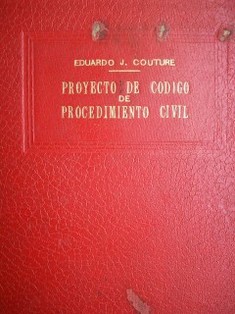 EDUARDO J. COUTURE
PROYECTO DE CODIGO
DE
PROCEDIMIENTO CIVIL